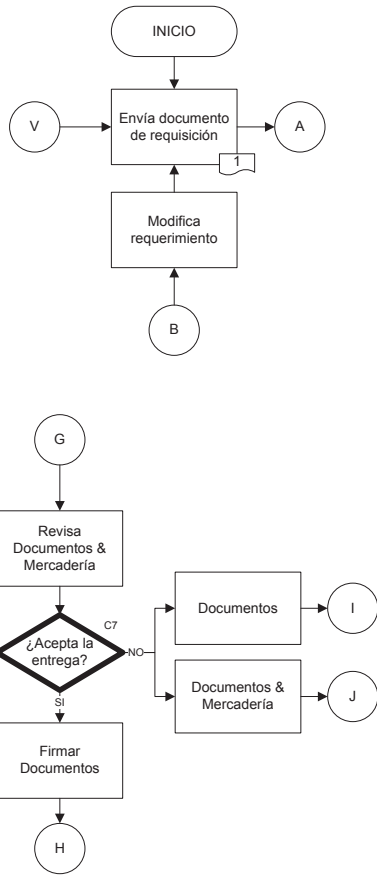 INICIO
V
Envía documento
de requisición
A
1
Modifica
requerimiento
B
G
Revisa
Documentos &
Mercadería
C7
¿Acepta la
entrega?
NO
Documentos
I
Documentos &
Mercadería
J
SI
Firmar
Documentos
H